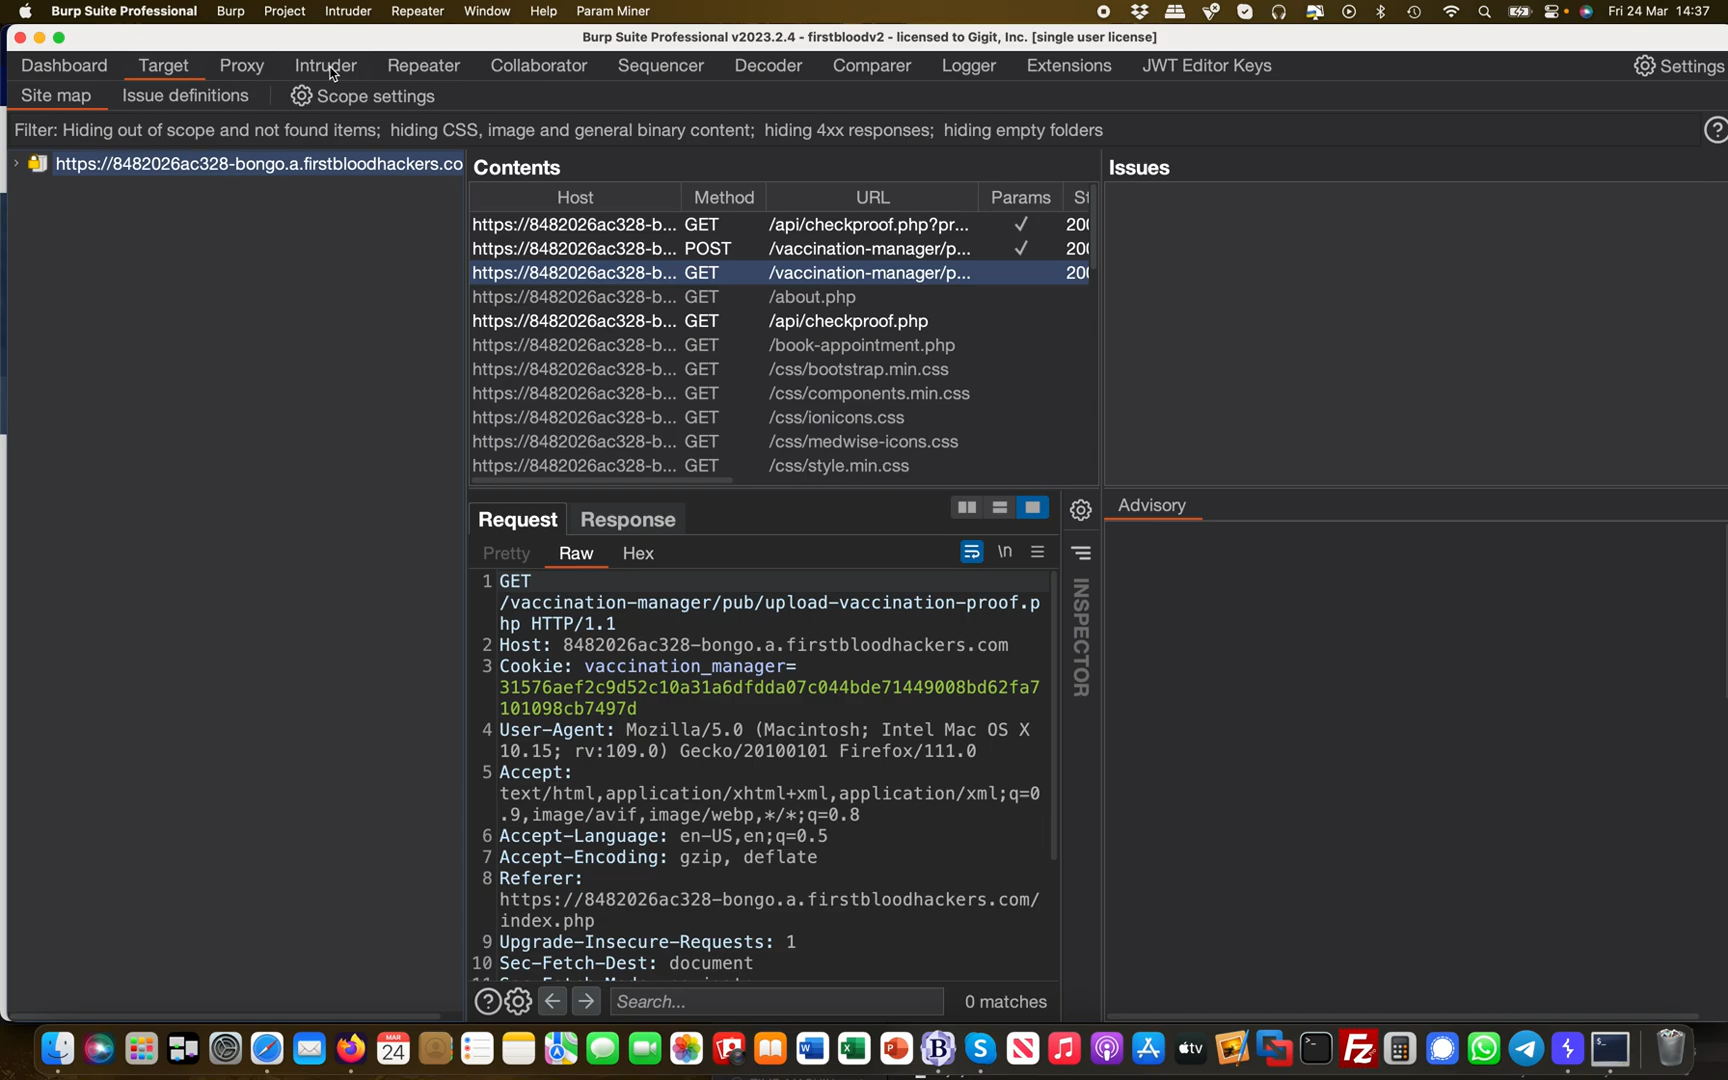 Burp Suite Professional Burp Project Intruder Repeater Window Help Param Miner Fri 24 Mar 14:37
Burp Suite Professional v2023.2.4 - firstbloodv2 - licensed to Gigit, Inc. [single user license]
Dashboard Target Proxy Intruder Repeater Collaborator Sequencer Decoder Comparer Logger Extensions JWT Editor Keys Settings
Site map Issue definitions Scope settings
Filter: Hiding out of scope and not found items; hiding CSS, image and general binary content; hiding 4xx responses; hiding empty folders
https://8482026ac328-bongo.a.firstbloodhackers.co
Contents
Host Method URL Params St
https://8482026ac328-b... GET /api/checkproof.php?pr... ✓ 200
https://8482026ac328-b... POST /vaccination-manager/p... ✓ 200
https://8482026ac328-b... GET /vaccination-manager/p... 200
https://8482026ac328-b... GET /about.php
https://8482026ac328-b... GET /api/checkproof.php
https://8482026ac328-b... GET /book-appointment.php
https://8482026ac328-b... GET /css/bootstrap.min.css
https://8482026ac328-b... GET /css/components.min.css
https://8482026ac328-b... GET /css/ionicons.css
https://8482026ac328-b... GET /css/medwise-icons.css
https://8482026ac328-b... GET /css/style.min.css
Request Response
Pretty Raw Hex \n
1 GET
/vaccination-manager/pub/upload-vaccination-proof.p
hp HTTP/1.1
2 Host: 8482026ac328-bongo.a.firstbloodhackers.com
3 Cookie: vaccination_manager=
31576aef2c9d52c10a31a6dfdda07c044bde71449008bd62fa7
101098cb7497d
4 User-Agent: Mozilla/5.0 (Macintosh; Intel Mac OS X
10.15; rv:109.0) Gecko/20100101 Firefox/111.0
5 Accept:
text/html,application/xhtml+xml,application/xml;q=0
.9,image/avif,image/webp,*/*;q=0.8
6 Accept-Language: en-US,en;q=0.5
7 Accept-Encoding: gzip, deflate
8 Referer:
https://8482026ac328-bongo.a.firstbloodhackers.com/
index.php
9 Upgrade-Insecure-Requests: 1
10 Sec-Fetch-Dest: document
Search... 0 matches
INSPECTOR
Issues
Advisory
MAR
24